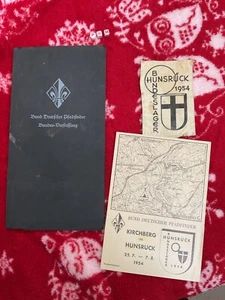 Bund Deutscher Pfadfinder
Bundes-Verfassung
BUNDESLAGER
HUNSRÜCK
1954
BUND DEUTSCHER PFADFINDER
KIRCHBERG
HUNSRÜCK
25.7. — 7.8.
1954
HUNSRÜCK
1954